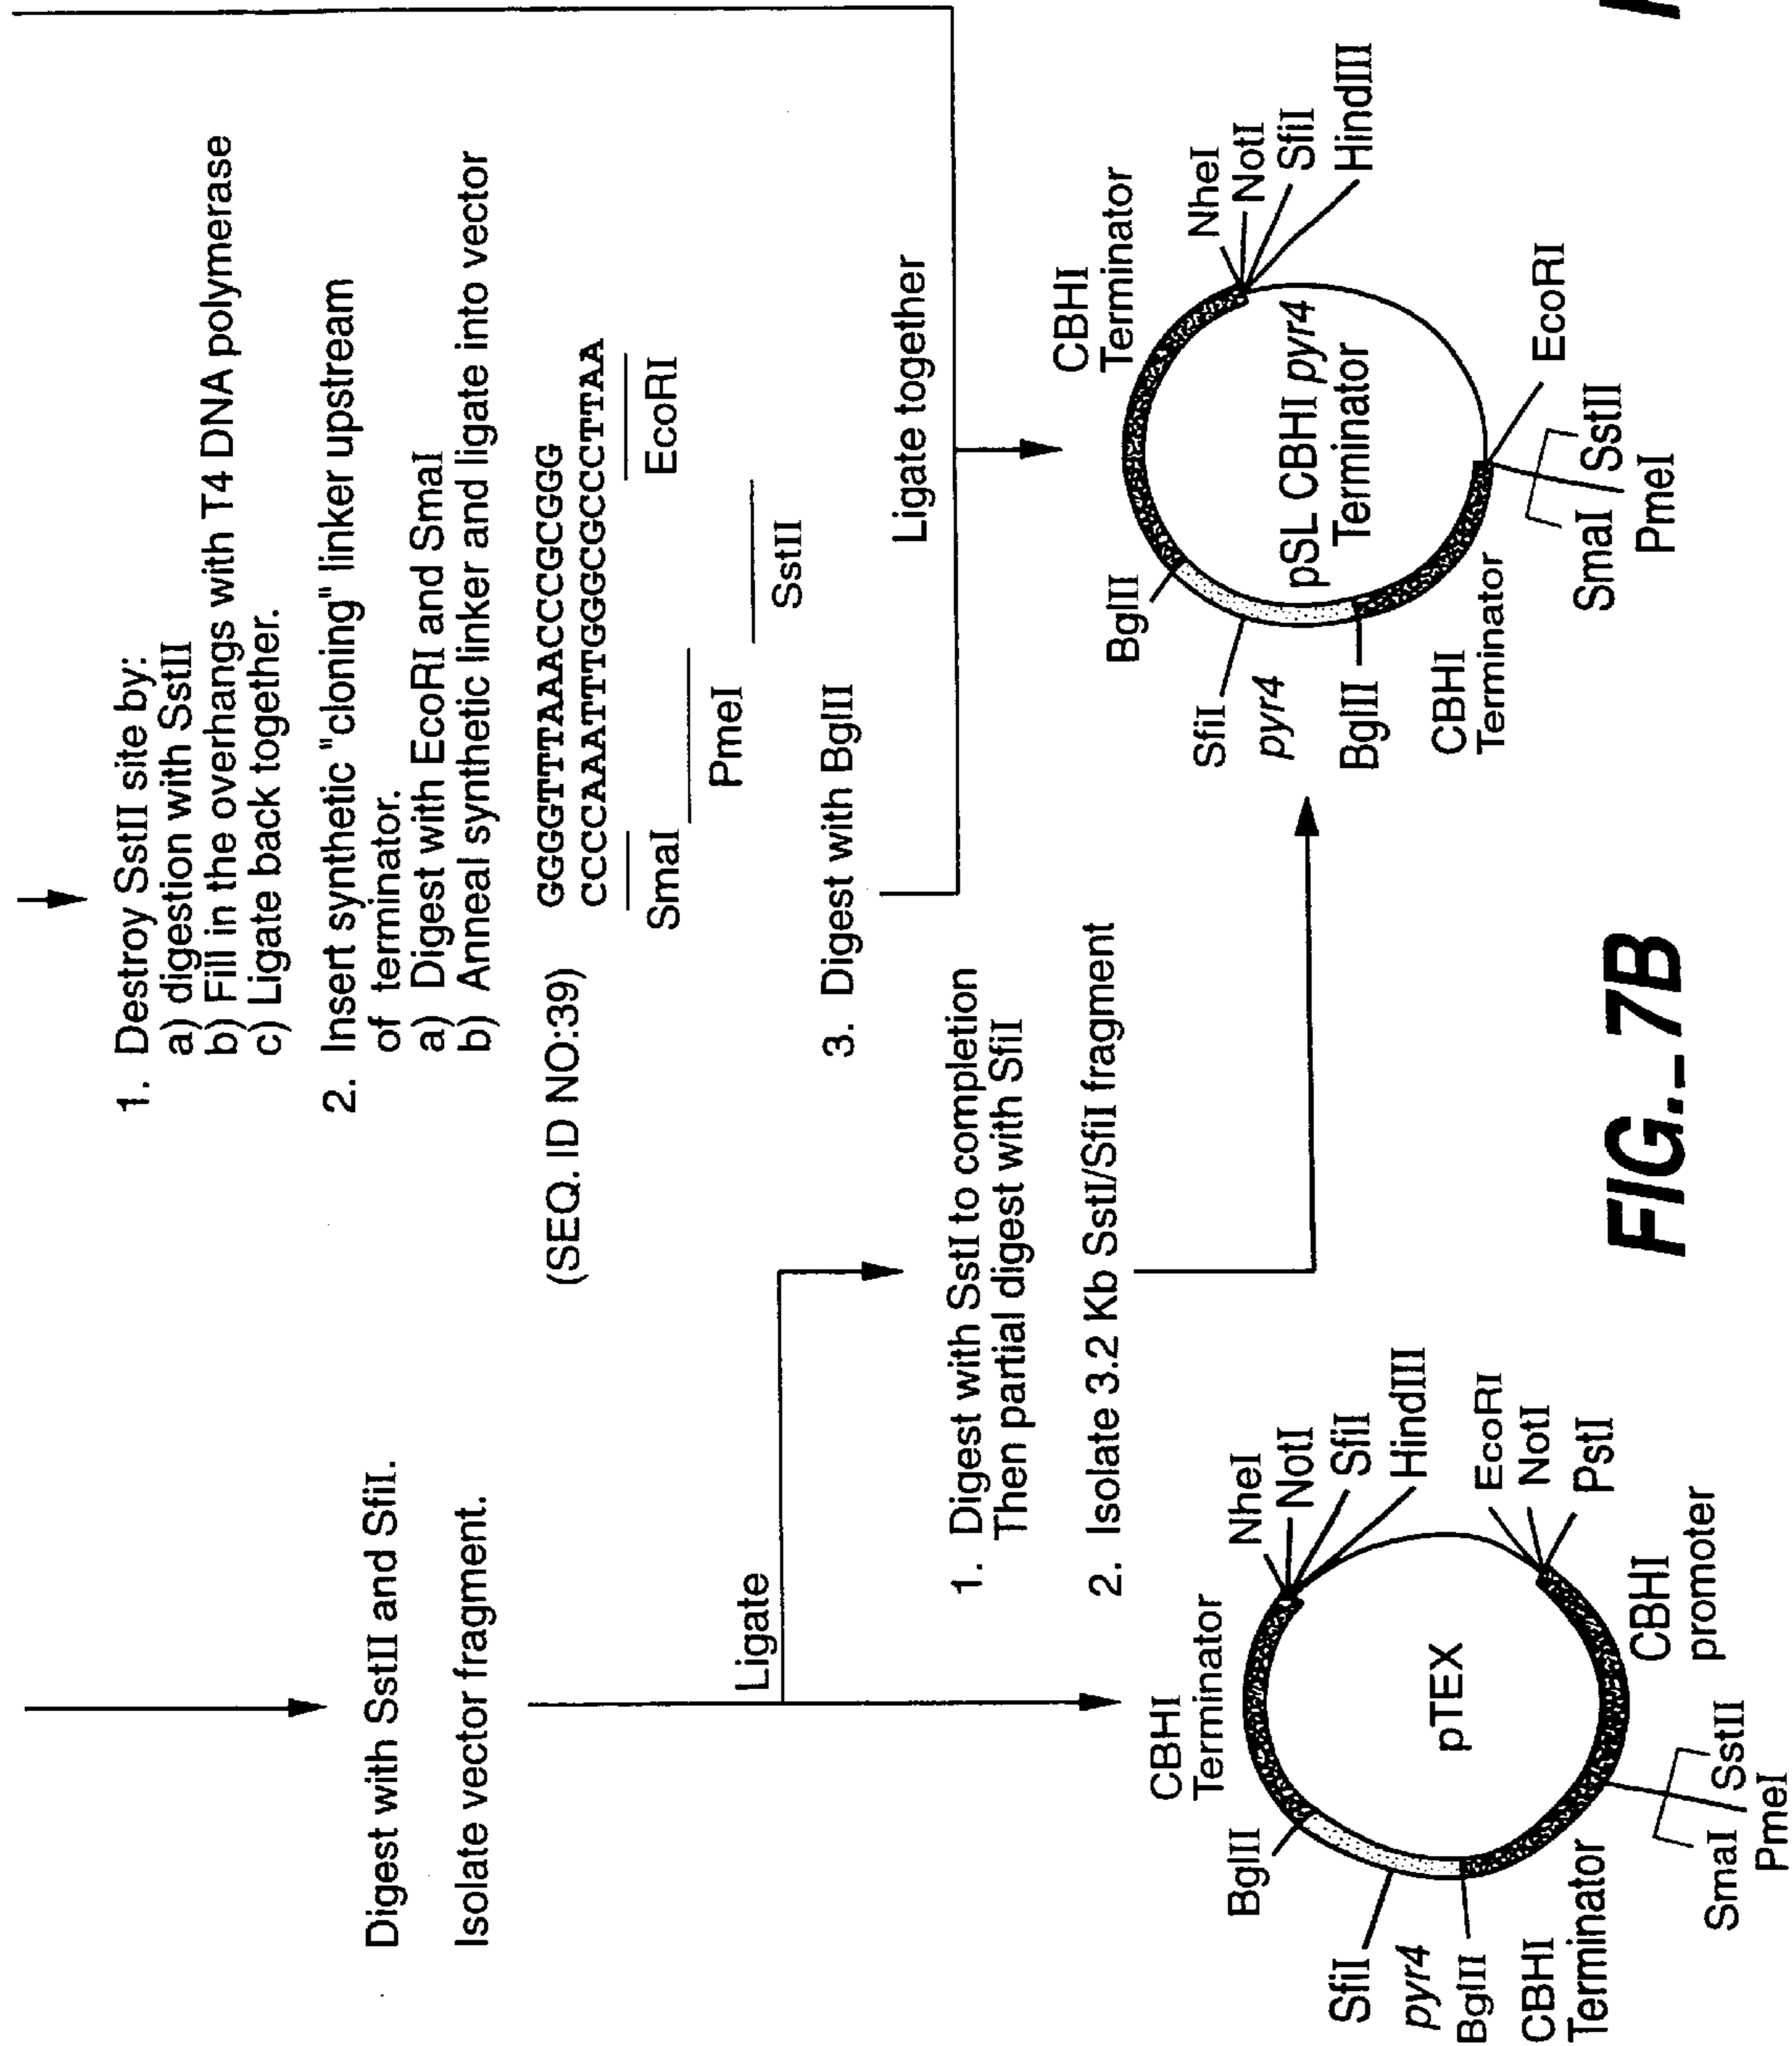 1. Destroy SstII site by:
a) digestion with SstII
b) Fill in the overhangs with T4 DNA polymerase
c) Ligate back together.
2. Insert synthetic "cloning" linker upstream
of terminator.
a) Digest with EcoRI and SmaI
b) Anneal synthetic linker and ligate into vector
(SEQ. ID NO:39)
GGGGTTTAAACCCGCGGG
CCCCAAATTTGGGCGCCCTTAA
SmaI
PmeI
SstII
EcoRI
3. Digest with BglII
Ligate together
Digest with SstII and SfiI.
Isolate vector fragment.
Ligate
1. Digest with SstI to completion
Then partial digest with SfiI
2. Isolate 3.2 Kb SstI/SfiI fragment
CBHI
Terminator
NheI
NotI
SfiI
HindIII
EcoRI
NotI
PstI
CBHI
promoter
SmaI SstII
PmeI
CBHI
Terminator
BglII
pyr4
SfiI
BglII
pTEX
CBHI
Terminator
NheI
NotI
SfiI
HindIII
EcoRI
SmaI SstII
PmeI
CBHI
Terminator
BglII
pyr4
SfiI
BglII
pSL CBHI pyr4
Terminator
FIG._7B